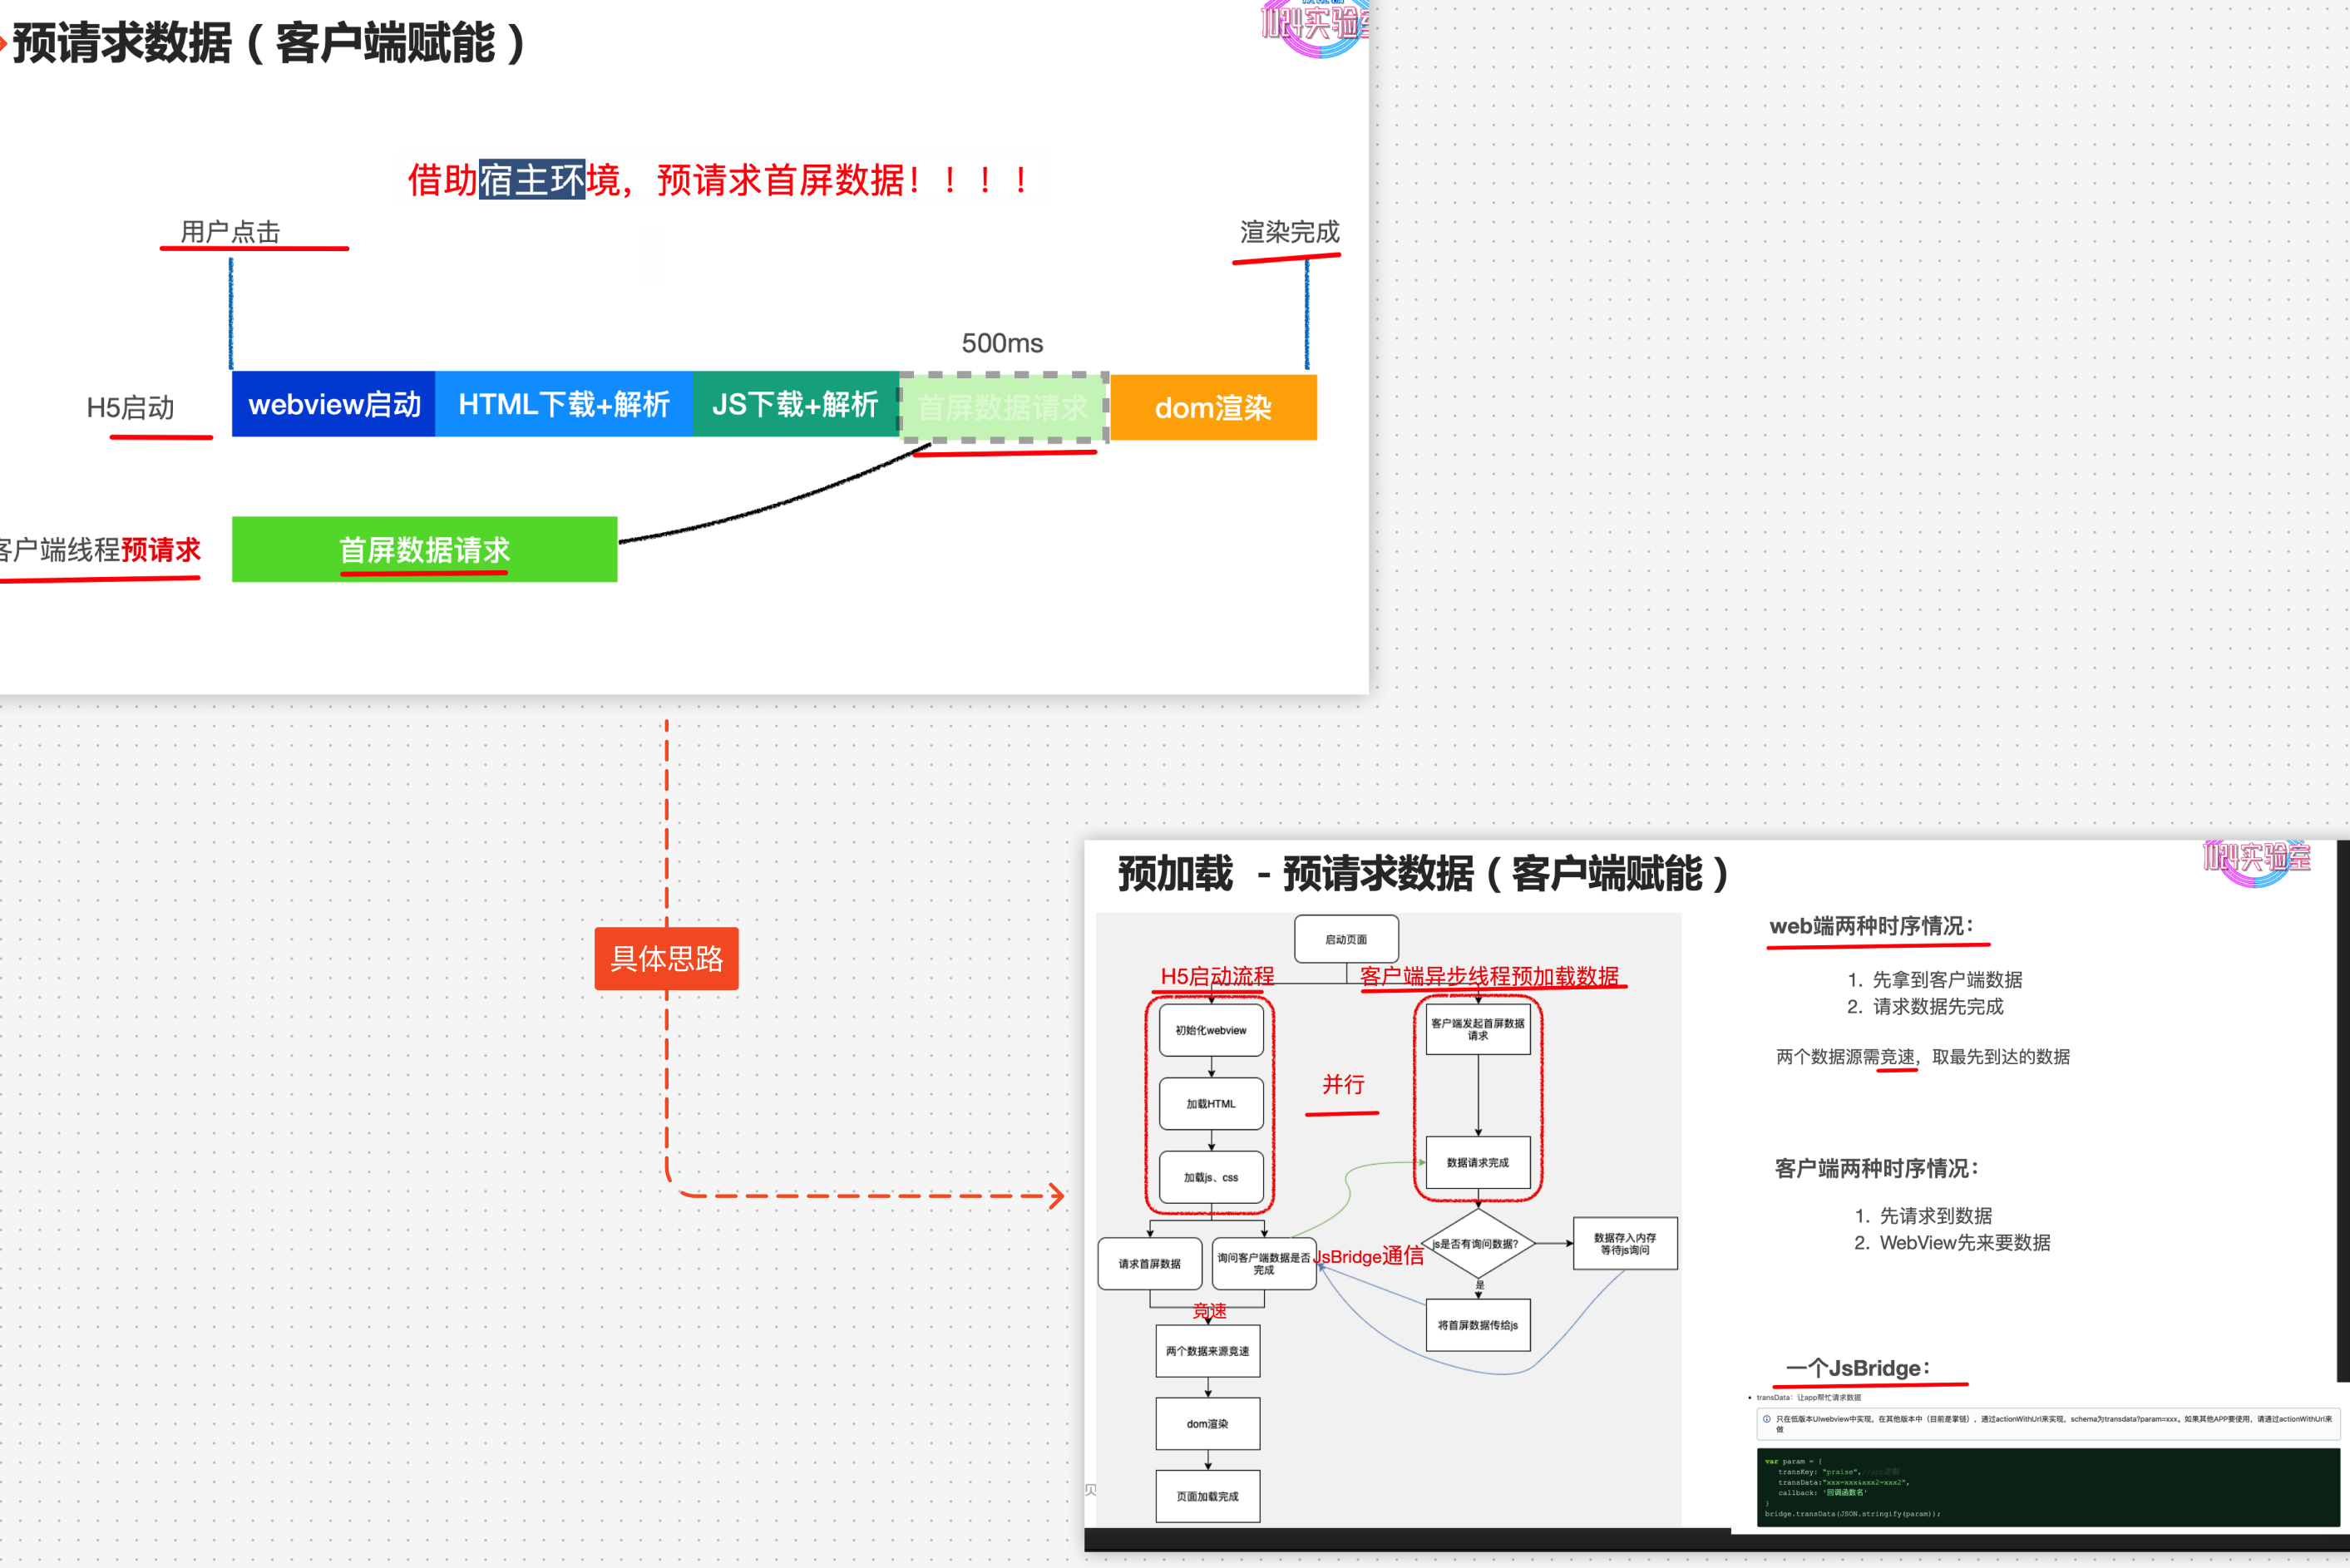 预请求数据（客户端赋能）
1024实验室
借助宿主环境，预请求首屏数据！！！！
用户点击
渲染完成
500ms
H5启动
webview启动
HTML下载+解析
JS下载+解析
首屏数据请求
dom渲染
客户端线程预请求
首屏数据请求
具体思路
预加载 - 预请求数据（客户端赋能）
1024实验室
启动页面
H5启动流程
客户端异步线程预加载数据
初始化webview
加载HTML
加载js、css
并行
客户端发起首屏数据
请求
数据请求完成
请求首屏数据
询问客户端数据是否
完成
JsBridge通信
js是否有询问数据?
数据存入内存
等待js询问
是
将首屏数据传给js
竞速
两个数据来源竞速
dom渲染
页面加载完成
web端两种时序情况：
1. 先拿到客户端数据
2. 请求数据先完成
两个数据源需竞速，取最先到达的数据
客户端两种时序情况：
1. 先请求到数据
2. WebView先来要数据
一个JsBridge：
• transData：让app帮忙请求数据
只在低版本UIwebview中实现，在其他版本中（目前是掌链），通过actionWithUrl来实现，schema为transdata?param=xxx。如果其他APP要使用，请通过actionWithUrl来
做
var param = {
transKey: "praise",
transData:"xxx=xxx&xxx2=xxx2",
callback: '回调函数名'
}
bridge.transData(JSON.stringify(param));